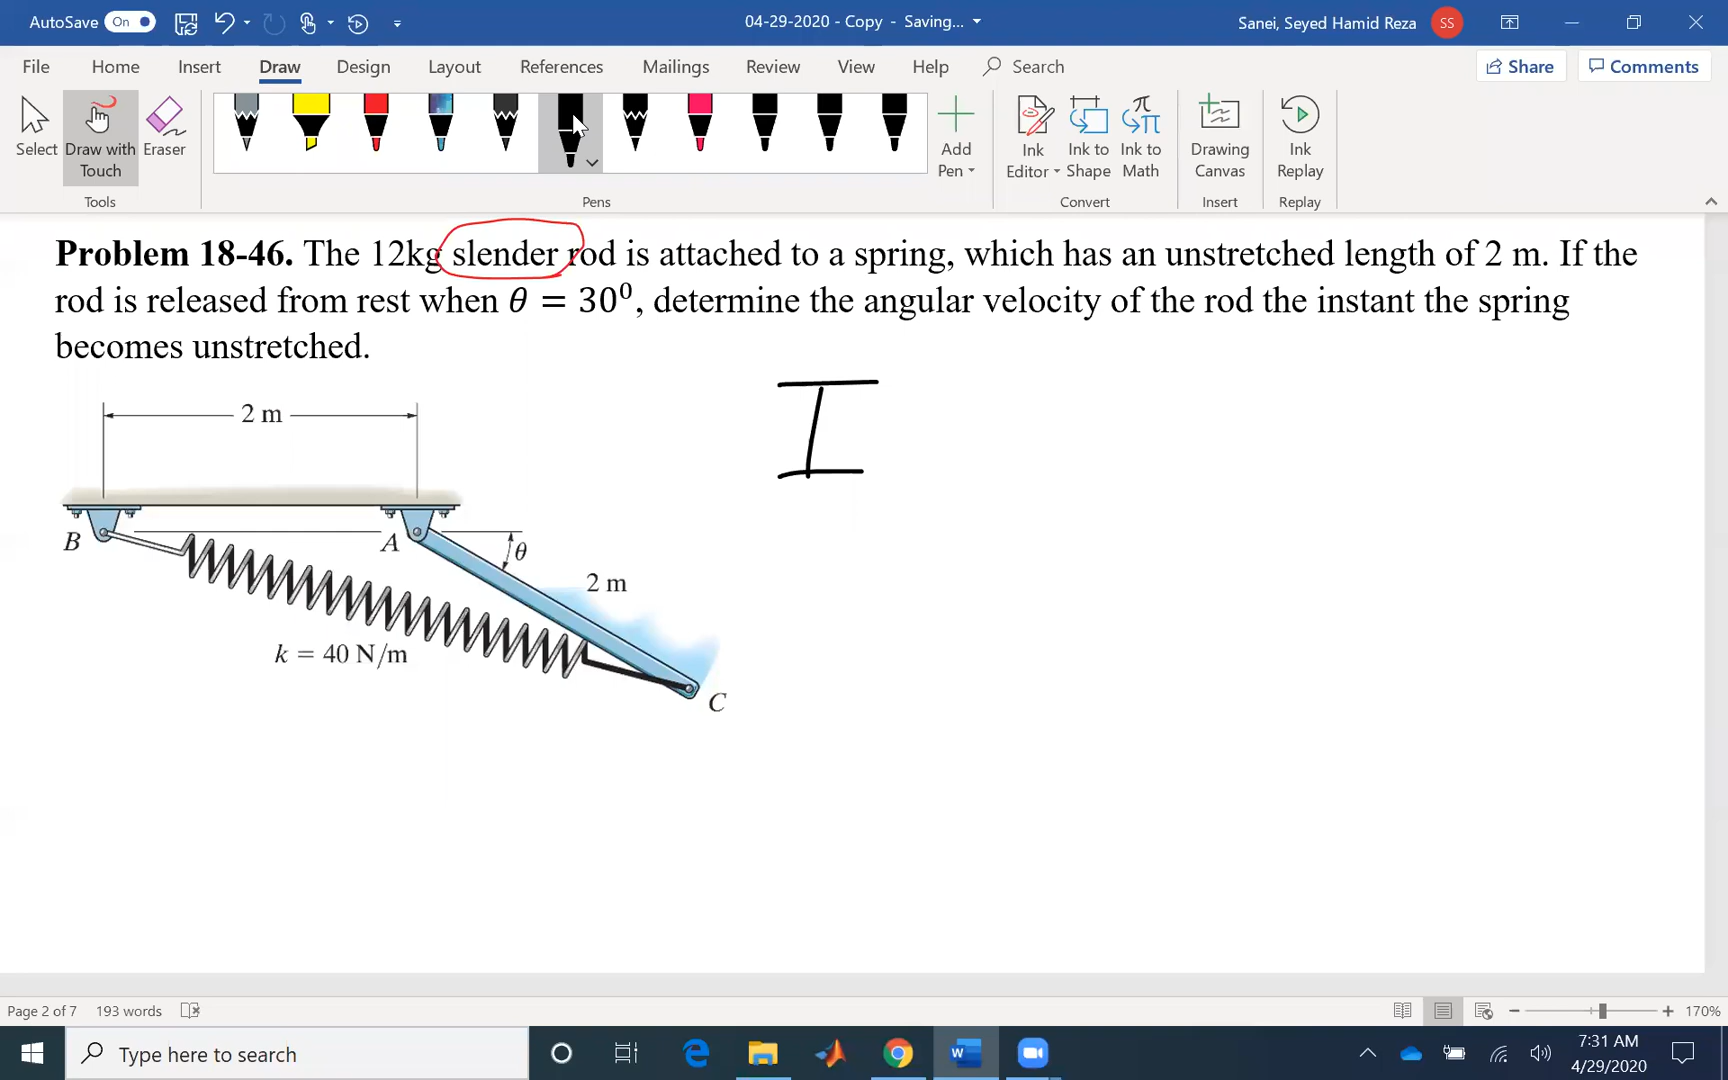 AutoSave On
04-29-2020 - Copy - Saving...
Sanei, Seyed Hamid Reza SS
File Home Insert Draw Design Layout References Mailings Review View Help Search
Share Comments
Select Draw with Touch Eraser
Add Pen
Ink Editor Ink to Shape Ink to Math
Drawing Canvas
Ink Replay
Tools Pens Convert Insert Replay
Problem 18-46. The 12kg slender rod is attached to a spring, which has an unstretched length of 2 m. If the
rod is released from rest when θ = 30⁰, determine the angular velocity of the rod the instant the spring
becomes unstretched.
I
2 m
B
A
θ
2 m
k = 40 N/m
C
Page 2 of 7 193 words
170%
Type here to search
7:31 AM
4/29/2020